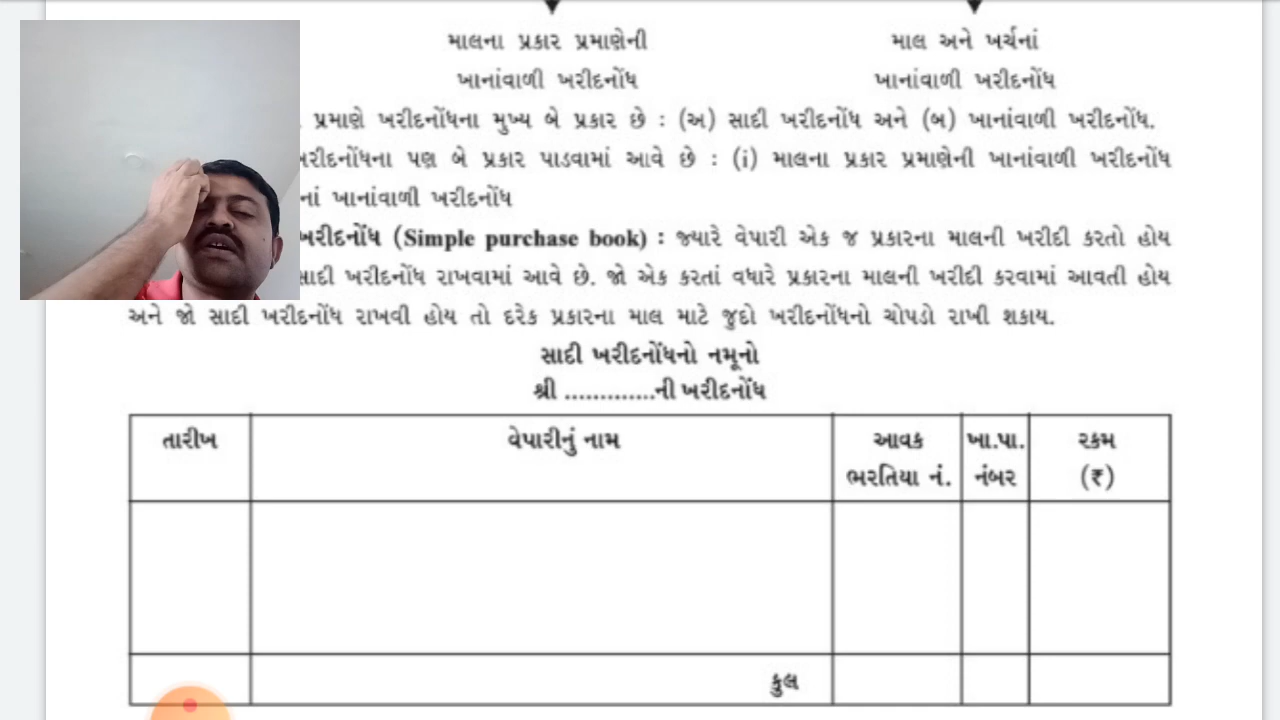 માલના પ્રકાર પ્રમાણેની
માલ અને ખર્ચનાં
ખાનાંવાળી ખરીદનોંધ
ખાનાંવાળી ખરીદનોંધ
પ્રમાણે ખરીદનોંધના મુખ્ય બે પ્રકાર છે : (અ) સાદી ખરીદનોંધ અને (બ) ખાનાંવાળી ખરીદનોંધ.
ખરીદનોંધના પણ બે પ્રકાર પાડવામાં આવે છે : (i) માલના પ્રકાર પ્રમાણેની ખાનાંવાળી ખરીદનોંધ
નાં ખાનાંવાળી ખરીદનોંધ
ખરીદનોંધ (Simple purchase book) : જ્યારે વેપારી એક જ પ્રકારના માલની ખરીદી કરતો હોય
સાદી ખરીદનોંધ રાખવામાં આવે છે. જો એક કરતાં વધારે પ્રકારના માલની ખરીદી કરવામાં આવતી હોય
અને જો સાદી ખરીદનોંધ રાખવી હોય તો દરેક પ્રકારના માલ માટે જુદો ખરીદનોંધનો ચોપડો રાખી શકાય.
સાદી ખરીદનોંધનો નમૂનો
શ્રી .............ની ખરીદનોંધ
તારીખ
વેપારીનું નામ
આવક
ભરતિયા નં.
ખા.પા.
નંબર
રકમ
(₹)
કુલ